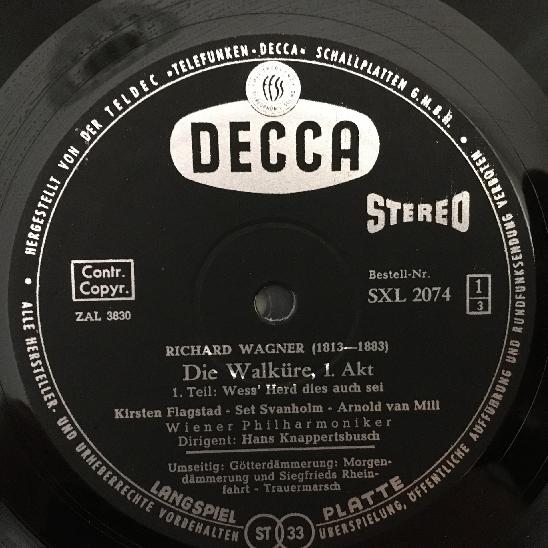 HERGESTELLT VON DER TELDEC »TELEFUNKEN-DECCA« SCHALLPLATTEN G.M.B.H.
DECCA
STEREO
Contr.
Copyr.
ZAL 3830
Bestell-Nr.
SXL 2074
1
3
RICHARD WAGNER (1813—1883)
Die Walküre, 1. Akt
1. Teil: Wess' Herd dies auch sei
Kirsten Flagstad - Set Svanholm - Arnold van Mill
Wiener Philharmoniker
Dirigent: Hans Knappertsbusch
Umseitig: Götterdämmerung: Morgen-
dämmerung und Siegfrieds Rhein-
fahrt - Trauermarsch
LANGSPIEL PLATTE
ST 33
ALLE HERSTELLER- UND URHEBERRECHTE VORBEHALTEN
ÜBERSPIELUNG, ÖFFENTLICHE AUFFÜHRUNG UND RUNDFUNKSENDUNG VERBOTEN